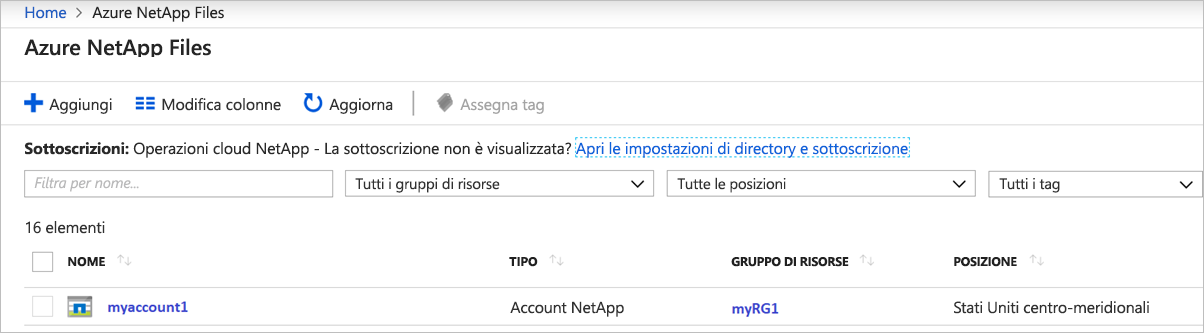 Home > Azure NetApp Files
Azure NetApp Files
Aggiungi Modifica colonne Aggiorna Assegna tag
Sottoscrizioni: Operazioni cloud NetApp - La sottoscrizione non è visualizzata? Apri le impostazioni di directory e sottoscrizione
Filtra per nome... Tutti i gruppi di risorse Tutte le posizioni Tutti i tag
16 elementi
NOME TIPO GRUPPO DI RISORSE POSIZIONE
myaccount1 Account NetApp myRG1 Stati Uniti centro-meridionali